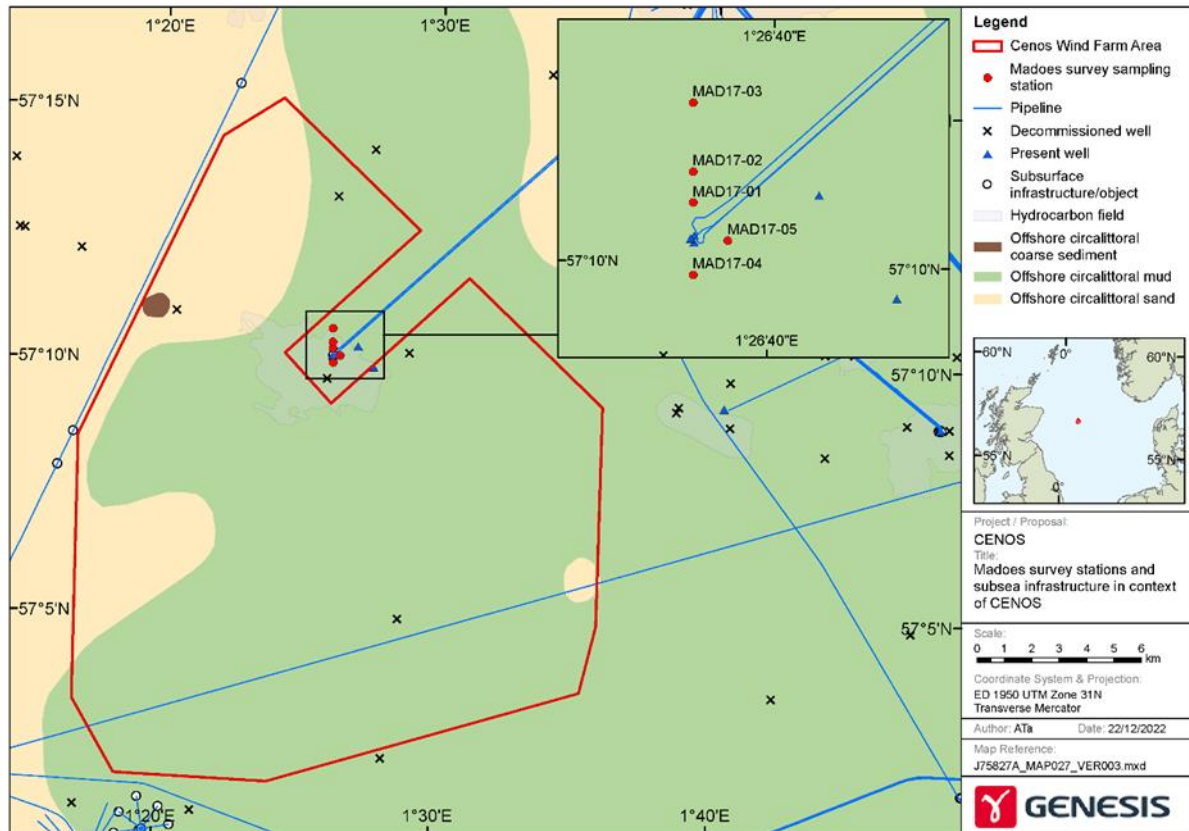 1°20'E
1°30'E
57°15'N
57°10'N
57°5'N
1°26'40"E
MAD17-03
MAD17-02
MAD17-01
MAD17-05
MAD17-04
57°10'N
57°10'N
1°26'40"E
57°10'N
57°5'N
1°20'E
1°30'E
1°40'E
Legend
Cenos Wind Farm Area
Madoes survey sampling
station
Pipeline
Decommissioned well
Present well
Subsurface
infrastructure/object
Hydrocarbon field
Offshore circalittoral
coarse sediment
Offshore circalittoral mud
Offshore circalittoral sand
60°N
0°
60°N
55°N
55°N
0°
Project / Proposal:
CENOS
Title:
Madoes survey stations and
subsea infrastructure in context
of CENOS
Scale:
0 1 2 3 4 5 6
km
Coordinate System & Projection:
ED 1950 UTM Zone 31N
Transverse Mercator
Author: ATa Date: 22/12/2022
Map Reference:
J75827A_MAP027_VER003.mxd
GENESIS